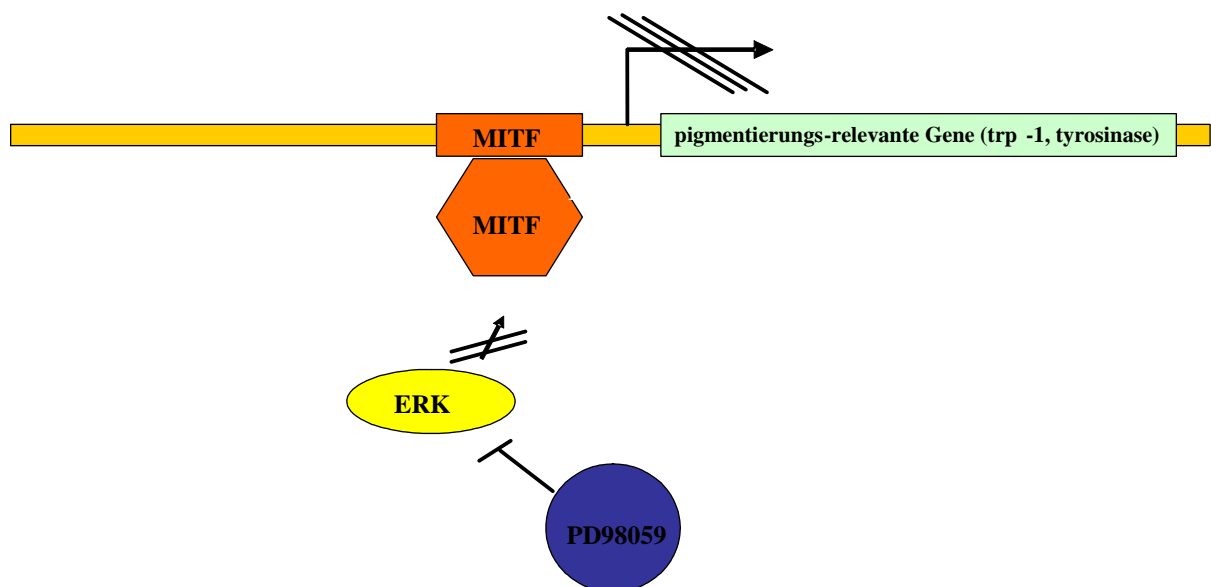 MITF
pigmentierungs-relevante Gene (trp -1, tyrosinase)
MITF
ERK
PD98059